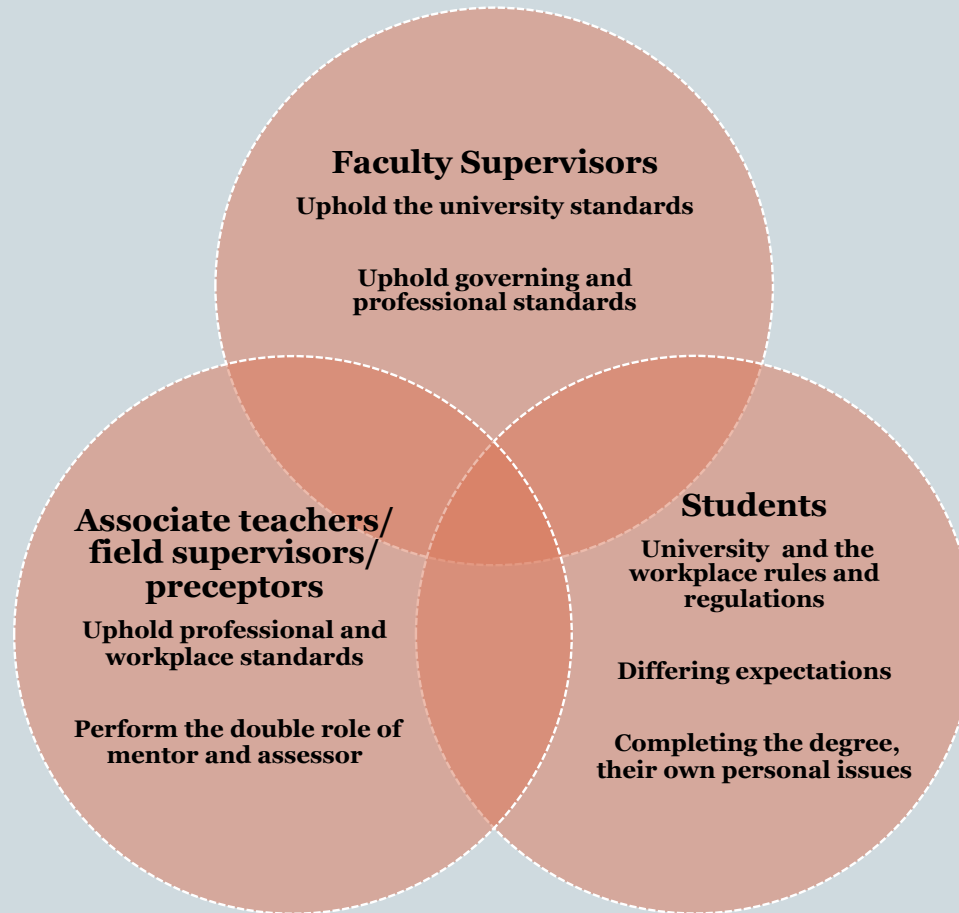 Faculty Supervisors
Uphold the university standards
Uphold governing and
professional standards
Associate teachers/
field supervisors/
preceptors
Uphold professional and
workplace standards
Perform the double role of
mentor and assessor
Students
University and the
workplace rules and
regulations
Differing expectations
Completing the degree,
their own personal issues